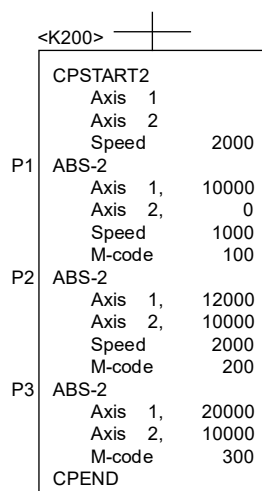 <K200>
CPSTART2
Axis 1
Axis 2
Speed 2000
P1 ABS-2
Axis 1, 10000
Axis 2, 0
Speed 1000
M-code 100
P2 ABS-2
Axis 1, 12000
Axis 2, 10000
Speed 2000
M-code 200
P3 ABS-2
Axis 1, 20000
Axis 2, 10000
M-code 300
CPEND